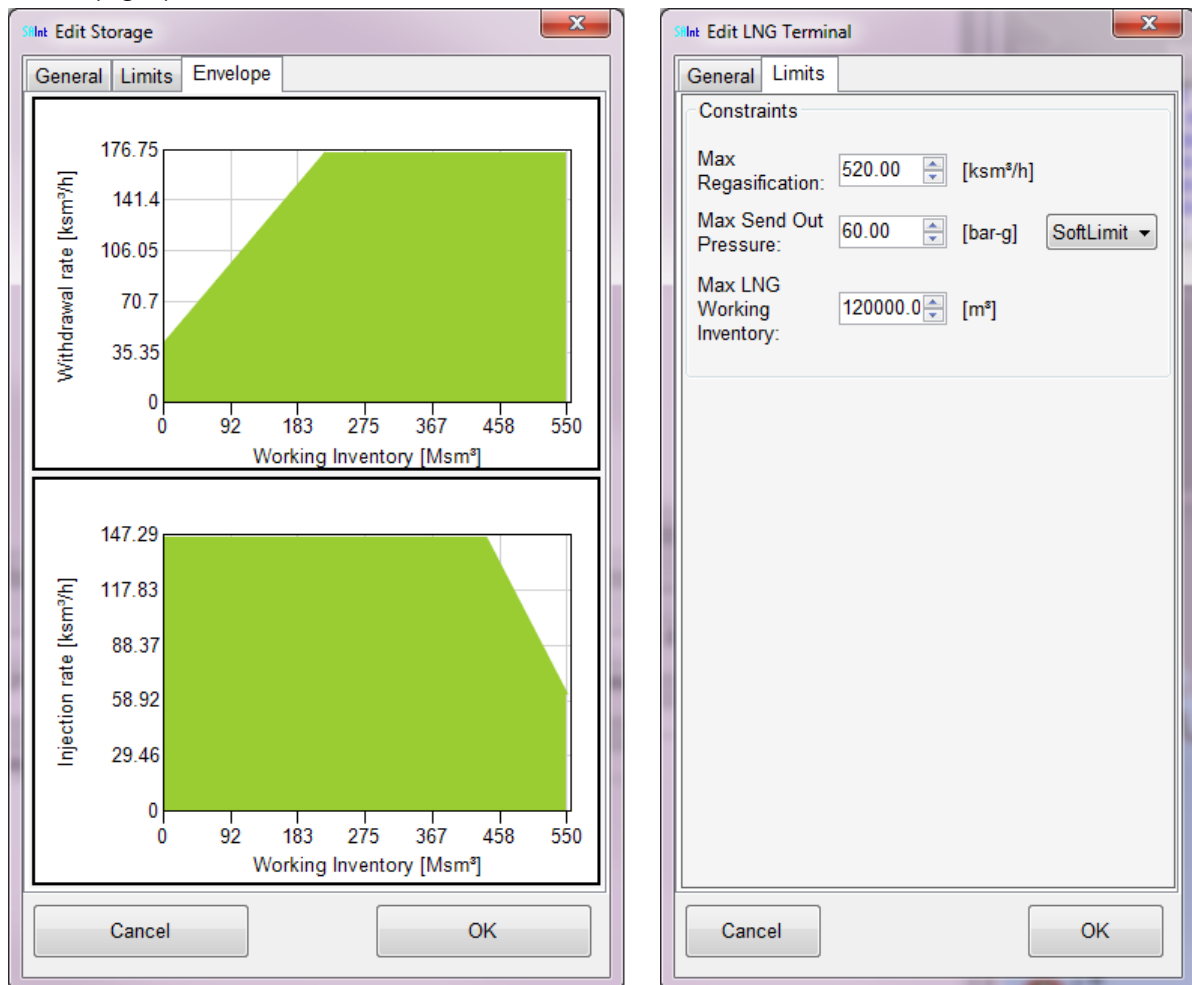 SAInt Edit Storage
General Limits Envelope
Withdrawal rate [ksm³/h]
176.75
141.4
106.05
70.7
35.35
0
0 92 183 275 367 458 550
Working Inventory [Msm³]
Injection rate [ksm³/h]
147.29
117.83
88.37
58.92
29.46
0
0 92 183 275 367 458 550
Working Inventory [Msm³]
Cancel OK
SAInt Edit LNG Terminal
General Limits
Constraints
Max
Regasification: 520.00 [ksm³/h]
Max Send Out
Pressure: 60.00 [bar-g] SoftLimit
Max LNG
Working
Inventory: 120000.0 [m³]
Cancel OK